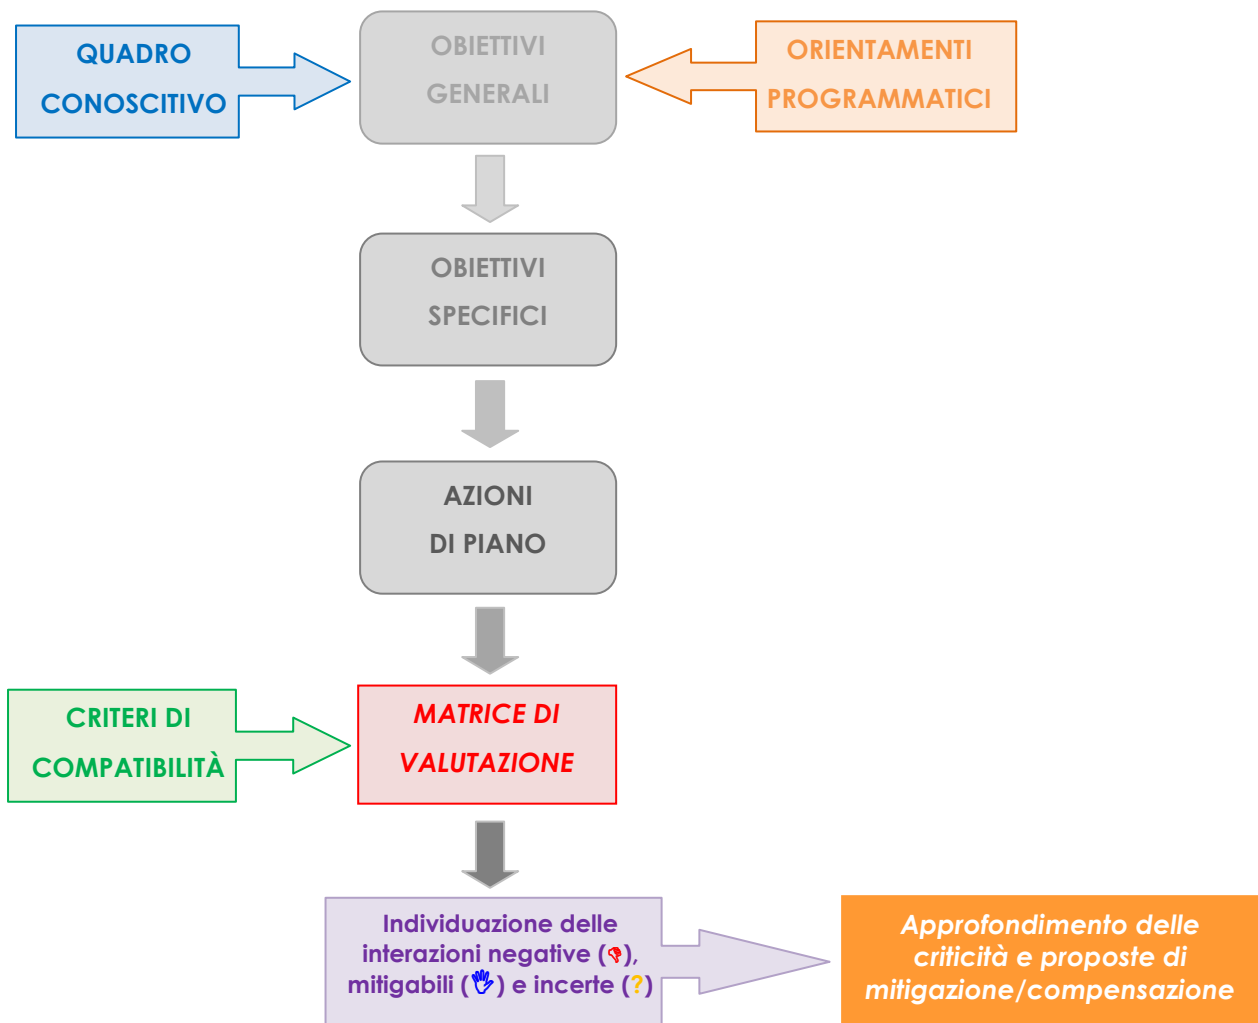 QUADRO
CONOSCITIVO
OBIETTIVI
GENERALI
ORIENTAMENTI
PROGRAMMATICI
OBIETTIVI
SPECIFICI
AZIONI
DI PIANO
CRITERI DI
COMPATIBILITÀ
MATRICE DI
VALUTAZIONE
Individuazione delle
interazioni negative (👎),
mitigabili (🖐) e incerte (?)
Approfondimento delle
criticità e proposte di
mitigazione/compensazione